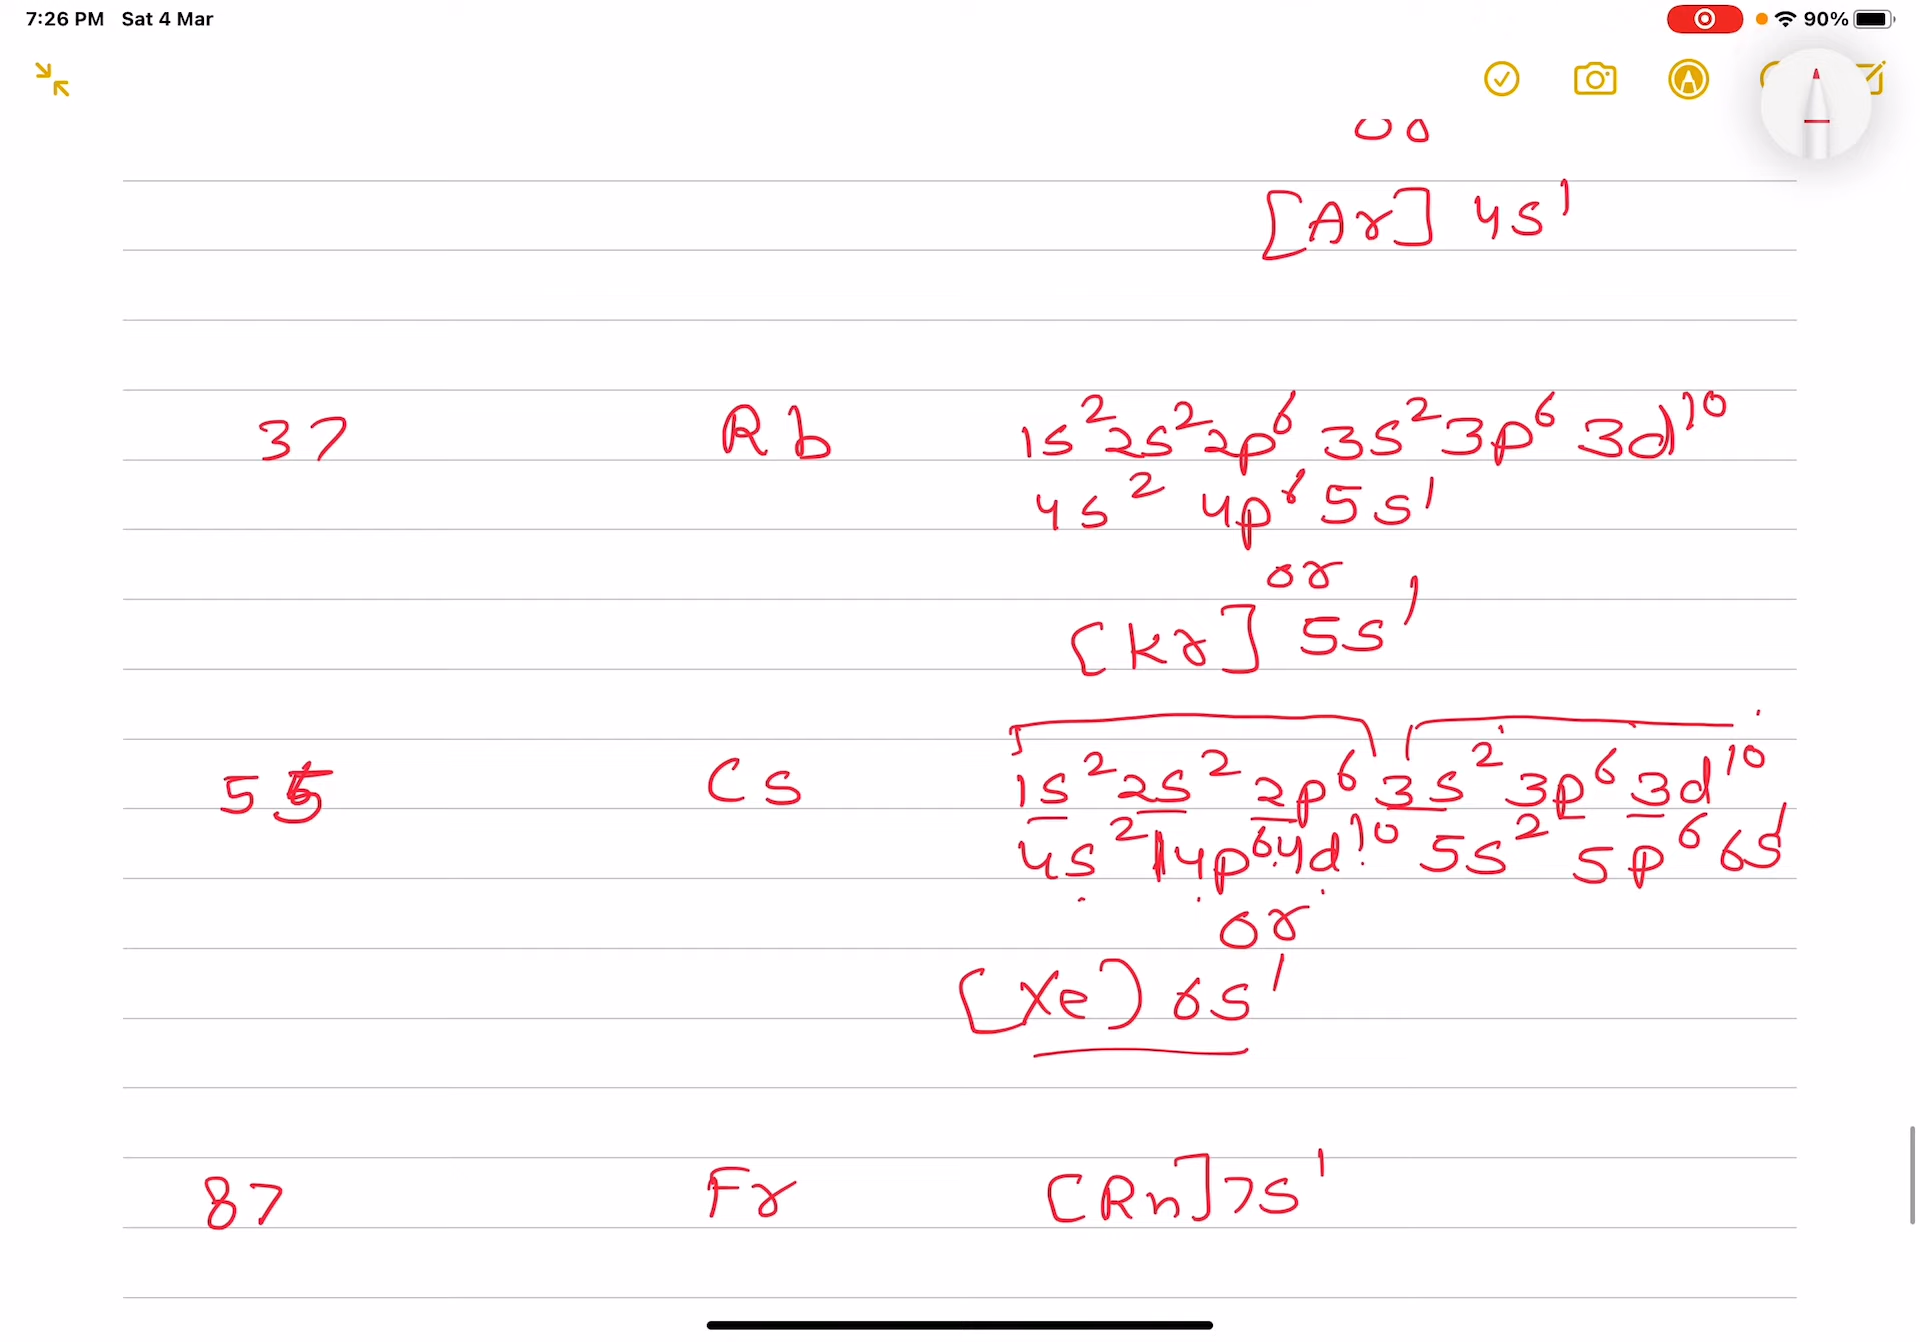 7:26 PM Sat 4 Mar 90%
[Ar] 4s¹
37 Rb 1s² 2s² 2p⁶ 3s² 3p⁶ 3d¹⁰
4s² 4p⁶ 5s¹
or
[kr] 5s¹
55 Cs 1s² 2s² 2p⁶ 3s² 3p⁶ 3d¹⁰
4s² 4p⁶ 4d¹⁰ 5s² 5p⁶ 6s¹
or
[Xe) 6s¹
87 Fr [Rn] 7s¹